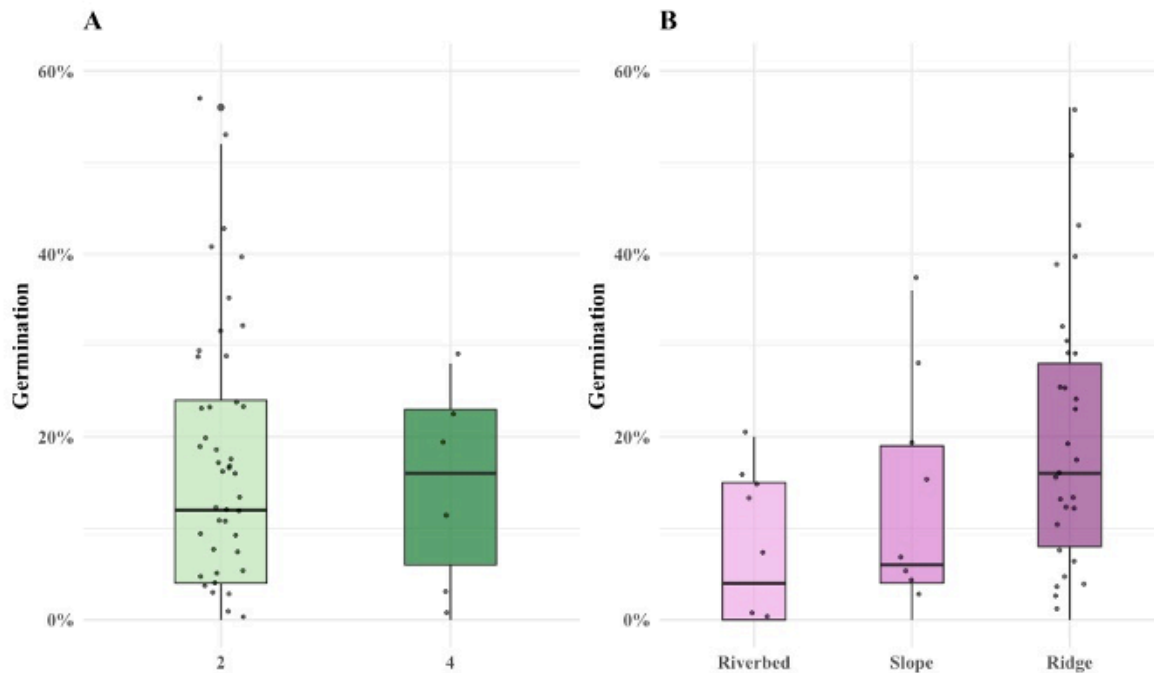 A
60%
40%
20%
0%
Germination
2
4
B
60%
40%
20%
0%
Germination
Riverbed
Slope
Ridge